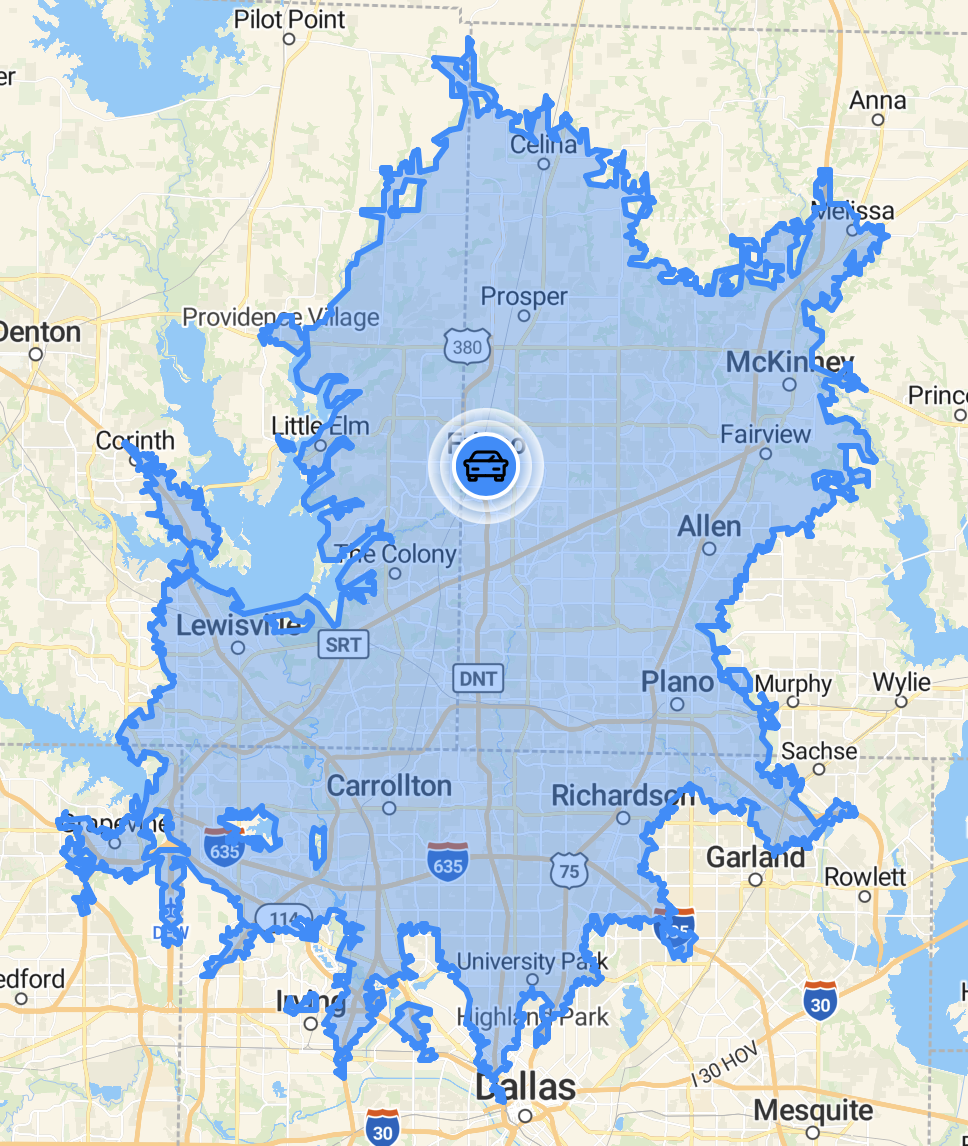 Pilot Point
er
Anna
Celina
Melissa
Prosper
Providence Village
Denton
380
McKinney
Princ
Little Elm
Corinth
Fairview
Allen
The Colony
Lewisville
SRT
DNT
Plano
Murphy
Wylie
Sachse
Carrollton
Richardson
Grapevine
635
635
75
Garland
Rowlett
114
DFW
635
University Park
edford
Irving
30
Highland Park
H
I 30 HOV
Dallas
Mesquite
30